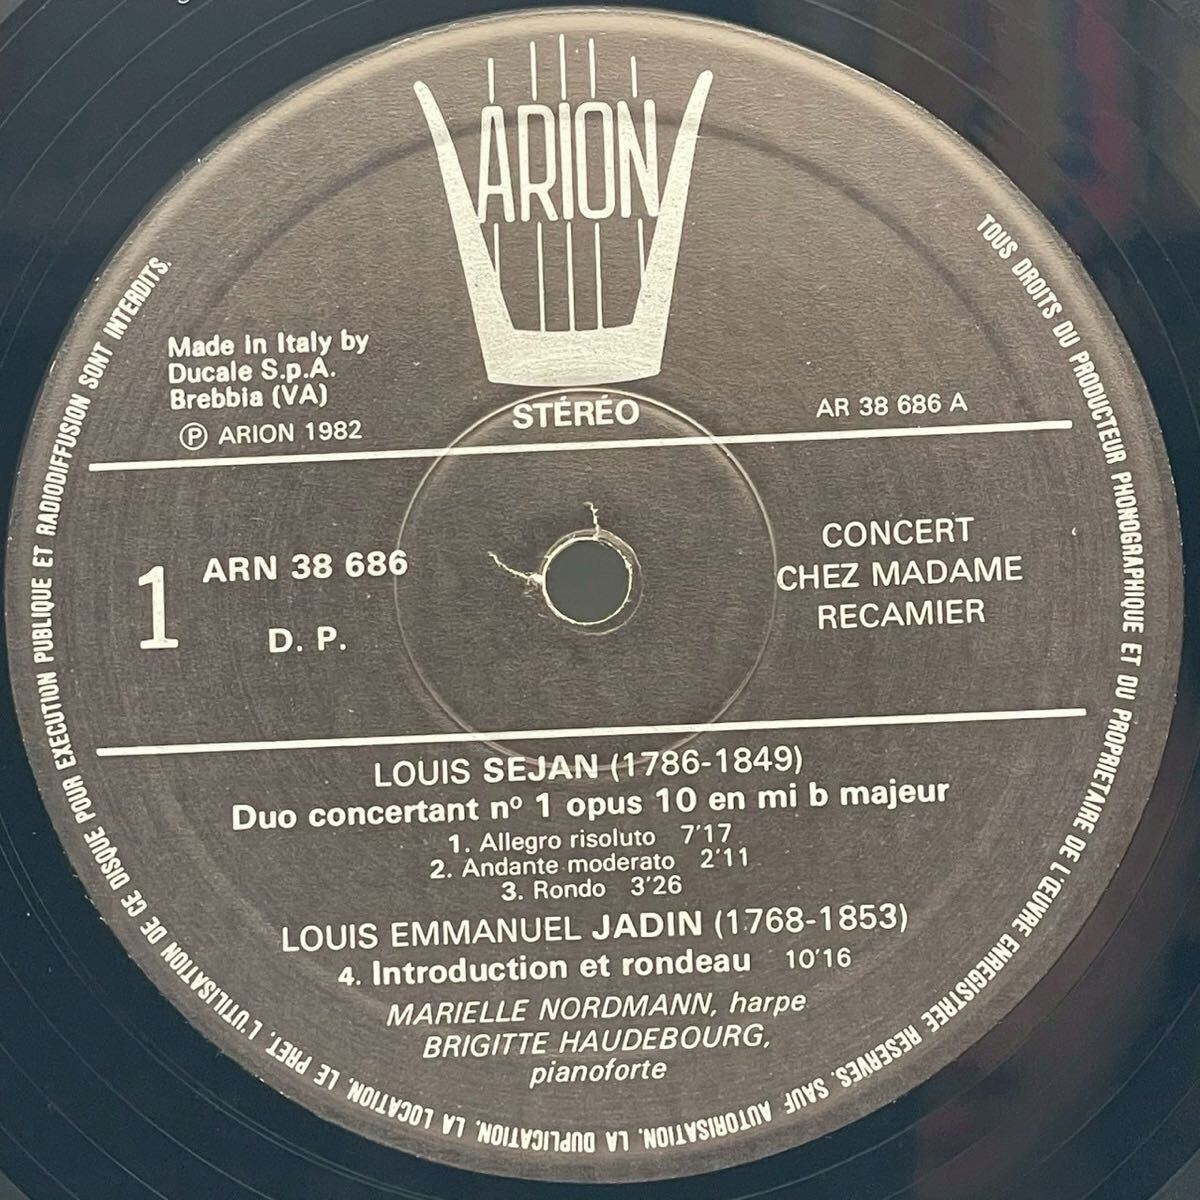 ARION
Made in Italy by
Ducale S.p.A.
Brebbia (VA)
Ⓟ ARION 1982
STÉRÉO
AR 38 686 A
1
ARN 38 686
D. P.
CONCERT
CHEZ MADAME
RECAMIER
LOUIS SEJAN (1786-1849)
Duo concertant nº 1 opus 10 en mi b majeur
1. Allegro risoluto 7'17
2. Andante moderato 2'11
3. Rondo 3'26
LOUIS EMMANUEL JADIN (1768-1853)
4. Introduction et rondeau 10'16
MARIELLE NORDMANN, harpe
BRIGITTE HAUDEBOURG,
pianoforte
TOUS DROITS DU PRODUCTEUR PHONOGRAPHIQUE ET DU PROPRIETAIRE DE L'ŒUVRE ENREGISTREE RESERVES. SAUF AUTORISATION, LA DUPLICATION, LA LOCATION, LE PRET, L'UTILISATION DE CE DISQUE POUR EXECUTION PUBLIQUE ET RADIODIFFUSION SONT INTERDITS.